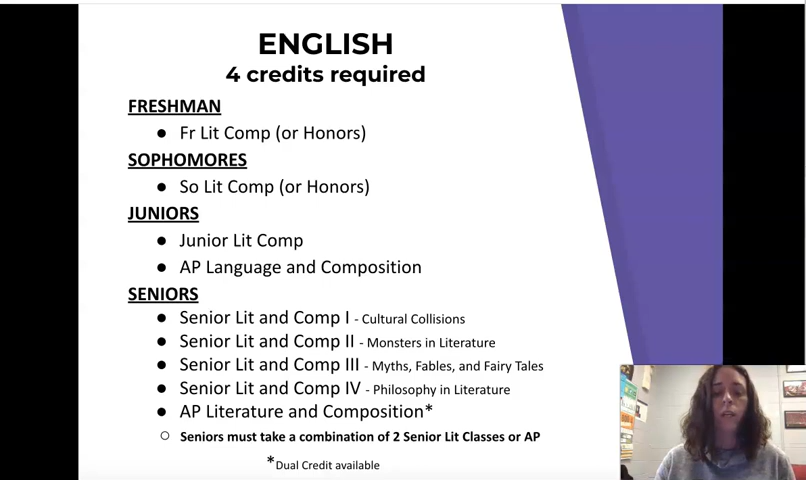 ENGLISH
4 credits required
FRESHMAN
● Fr Lit Comp (or Honors)
SOPHOMORES
● So Lit Comp (or Honors)
JUNIORS
● Junior Lit Comp
● AP Language and Composition
SENIORS
● Senior Lit and Comp I - Cultural Collisions
● Senior Lit and Comp II - Monsters in Literature
● Senior Lit and Comp III - Myths, Fables, and Fairy Tales
● Senior Lit and Comp IV - Philosophy in Literature
● AP Literature and Composition*
○ Seniors must take a combination of 2 Senior Lit Classes or AP
*Dual Credit available